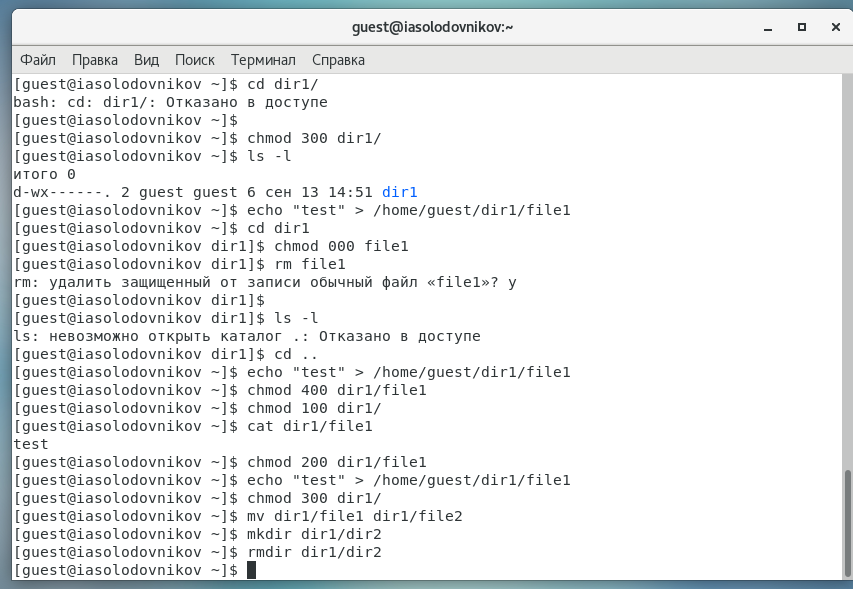 guest@iasolodovnikov:~
Файл Правка Вид Поиск Терминал Справка
[guest@iasolodovnikov ~]$ cd dir1/
bash: cd: dir1/: Отказано в доступе
[guest@iasolodovnikov ~]$
[guest@iasolodovnikov ~]$ chmod 300 dir1/
[guest@iasolodovnikov ~]$ ls -l
итого 0
d-wx------. 2 guest guest 6 сен 13 14:51 dir1
[guest@iasolodovnikov ~]$ echo "test" > /home/guest/dir1/file1
[guest@iasolodovnikov ~]$ cd dir1
[guest@iasolodovnikov dir1]$ chmod 000 file1
[guest@iasolodovnikov dir1]$ rm file1
rm: удалить защищенный от записи обычный файл «file1»? y
[guest@iasolodovnikov dir1]$
[guest@iasolodovnikov dir1]$ ls -l
ls: невозможно открыть каталог .: Отказано в доступе
[guest@iasolodovnikov dir1]$ cd ..
[guest@iasolodovnikov ~]$ echo "test" > /home/guest/dir1/file1
[guest@iasolodovnikov ~]$ chmod 400 dir1/file1
[guest@iasolodovnikov ~]$ chmod 100 dir1/
[guest@iasolodovnikov ~]$ cat dir1/file1
test
[guest@iasolodovnikov ~]$ chmod 200 dir1/file1
[guest@iasolodovnikov ~]$ echo "test" > /home/guest/dir1/file1
[guest@iasolodovnikov ~]$ chmod 300 dir1/
[guest@iasolodovnikov ~]$ mv dir1/file1 dir1/file2
[guest@iasolodovnikov ~]$ mkdir dir1/dir2
[guest@iasolodovnikov ~]$ rmdir dir1/dir2
[guest@iasolodovnikov ~]$